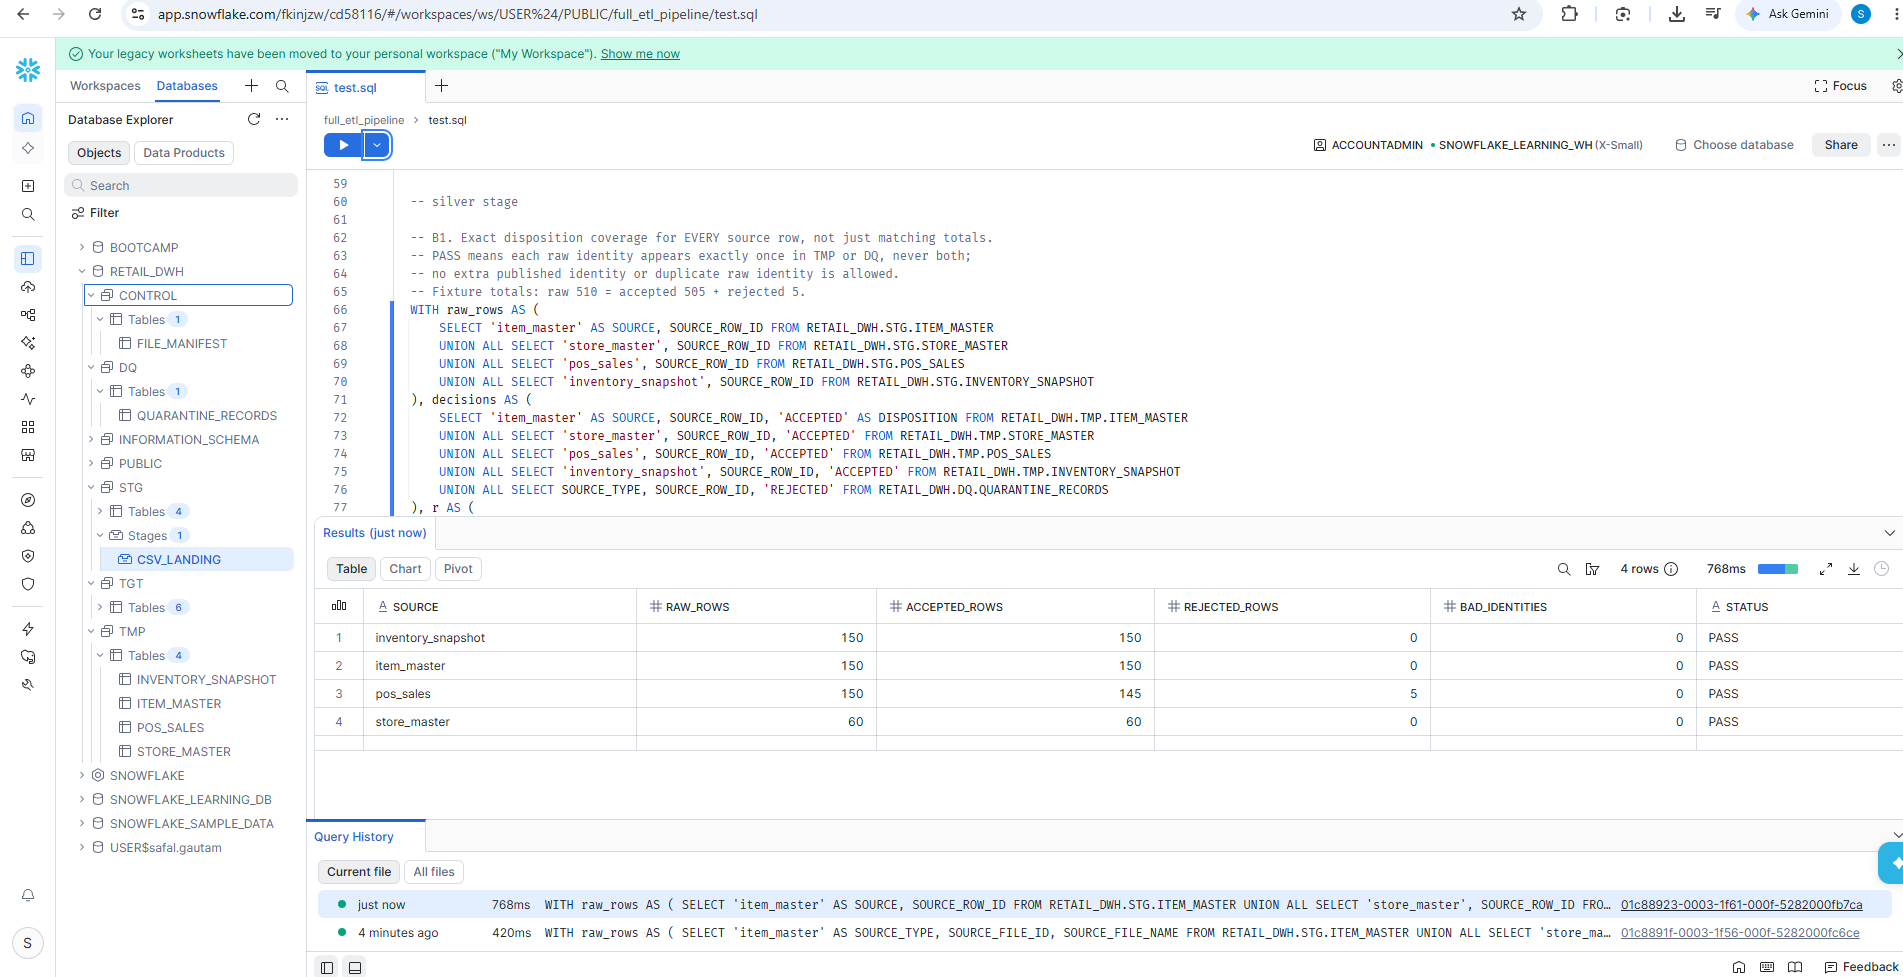 app.snowflake.com/fkinjzw/cd58116/#/workspaces/ws/USER%24/PUBLIC/full_etl_pipeline/test.sql
Ask Gemini
S
Your legacy worksheets have been moved to your personal workspace ("My Workspace"). Show me now
Workspaces Databases
Database Explorer
Objects Data Products
Search
Filter
BOOTCAMP
RETAIL_DWH
CONTROL
Tables 1
FILE_MANIFEST
DQ
Tables 1
QUARANTINE_RECORDS
INFORMATION_SCHEMA
PUBLIC
STG
Tables 4
Stages 1
CSV_LANDING
TGT
Tables 6
TMP
Tables 4
INVENTORY_SNAPSHOT
ITEM_MASTER
POS_SALES
STORE_MASTER
SNOWFLAKE
SNOWFLAKE_LEARNING_DB
SNOWFLAKE_SAMPLE_DATA
USER$safal.gautam
S
SQL test.sql
Focus
full_etl_pipeline > test.sql
ACCOUNTADMIN • SNOWFLAKE_LEARNING_WH (X-Small) Choose database Share
59
60 -- silver stage
61
62 -- B1. Exact disposition coverage for EVERY source row, not just matching totals.
63 -- PASS means each raw identity appears exactly once in TMP or DQ, never both;
64 -- no extra published identity or duplicate raw identity is allowed.
65 -- Fixture totals: raw 510 = accepted 505 + rejected 5.
66 WITH raw_rows AS (
67 SELECT 'item_master' AS SOURCE, SOURCE_ROW_ID FROM RETAIL_DWH.STG.ITEM_MASTER
68 UNION ALL SELECT 'store_master', SOURCE_ROW_ID FROM RETAIL_DWH.STG.STORE_MASTER
69 UNION ALL SELECT 'pos_sales', SOURCE_ROW_ID FROM RETAIL_DWH.STG.POS_SALES
70 UNION ALL SELECT 'inventory_snapshot', SOURCE_ROW_ID FROM RETAIL_DWH.STG.INVENTORY_SNAPSHOT
71 ), decisions AS (
72 SELECT 'item_master' AS SOURCE, SOURCE_ROW_ID, 'ACCEPTED' AS DISPOSITION FROM RETAIL_DWH.TMP.ITEM_MASTER
73 UNION ALL SELECT 'store_master', SOURCE_ROW_ID, 'ACCEPTED' FROM RETAIL_DWH.TMP.STORE_MASTER
74 UNION ALL SELECT 'pos_sales', SOURCE_ROW_ID, 'ACCEPTED' FROM RETAIL_DWH.TMP.POS_SALES
75 UNION ALL SELECT 'inventory_snapshot', SOURCE_ROW_ID, 'ACCEPTED' FROM RETAIL_DWH.TMP.INVENTORY_SNAPSHOT
76 UNION ALL SELECT SOURCE_TYPE, SOURCE_ROW_ID, 'REJECTED' FROM RETAIL_DWH.DQ.QUARANTINE_RECORDS
77 ), r AS (
Results (just now)
Table Chart Pivot
4 rows 768ms
SOURCE RAW_ROWS ACCEPTED_ROWS REJECTED_ROWS BAD_IDENTITIES STATUS
1 inventory_snapshot 150 150 0 0 PASS
2 item_master 150 150 0 0 PASS
3 pos_sales 150 145 5 0 PASS
4 store_master 60 60 0 0 PASS
Query History
Current file All files
just now 768ms WITH raw_rows AS ( SELECT 'item_master' AS SOURCE, SOURCE_ROW_ID FROM RETAIL_DWH.STG.ITEM_MASTER UNION ALL SELECT 'store_master', SOURCE_ROW_ID FRO... 01c88923-0003-1f61-000f-5282000fb7ca
4 minutes ago 420ms WITH raw_rows AS ( SELECT 'item_master' AS SOURCE_TYPE, SOURCE_FILE_ID, SOURCE_FILE_NAME FROM RETAIL_DWH.STG.ITEM_MASTER UNION ALL SELECT 'store_ma... 01c8891f-0003-1f56-000f-5282000fc6ce
Feedback